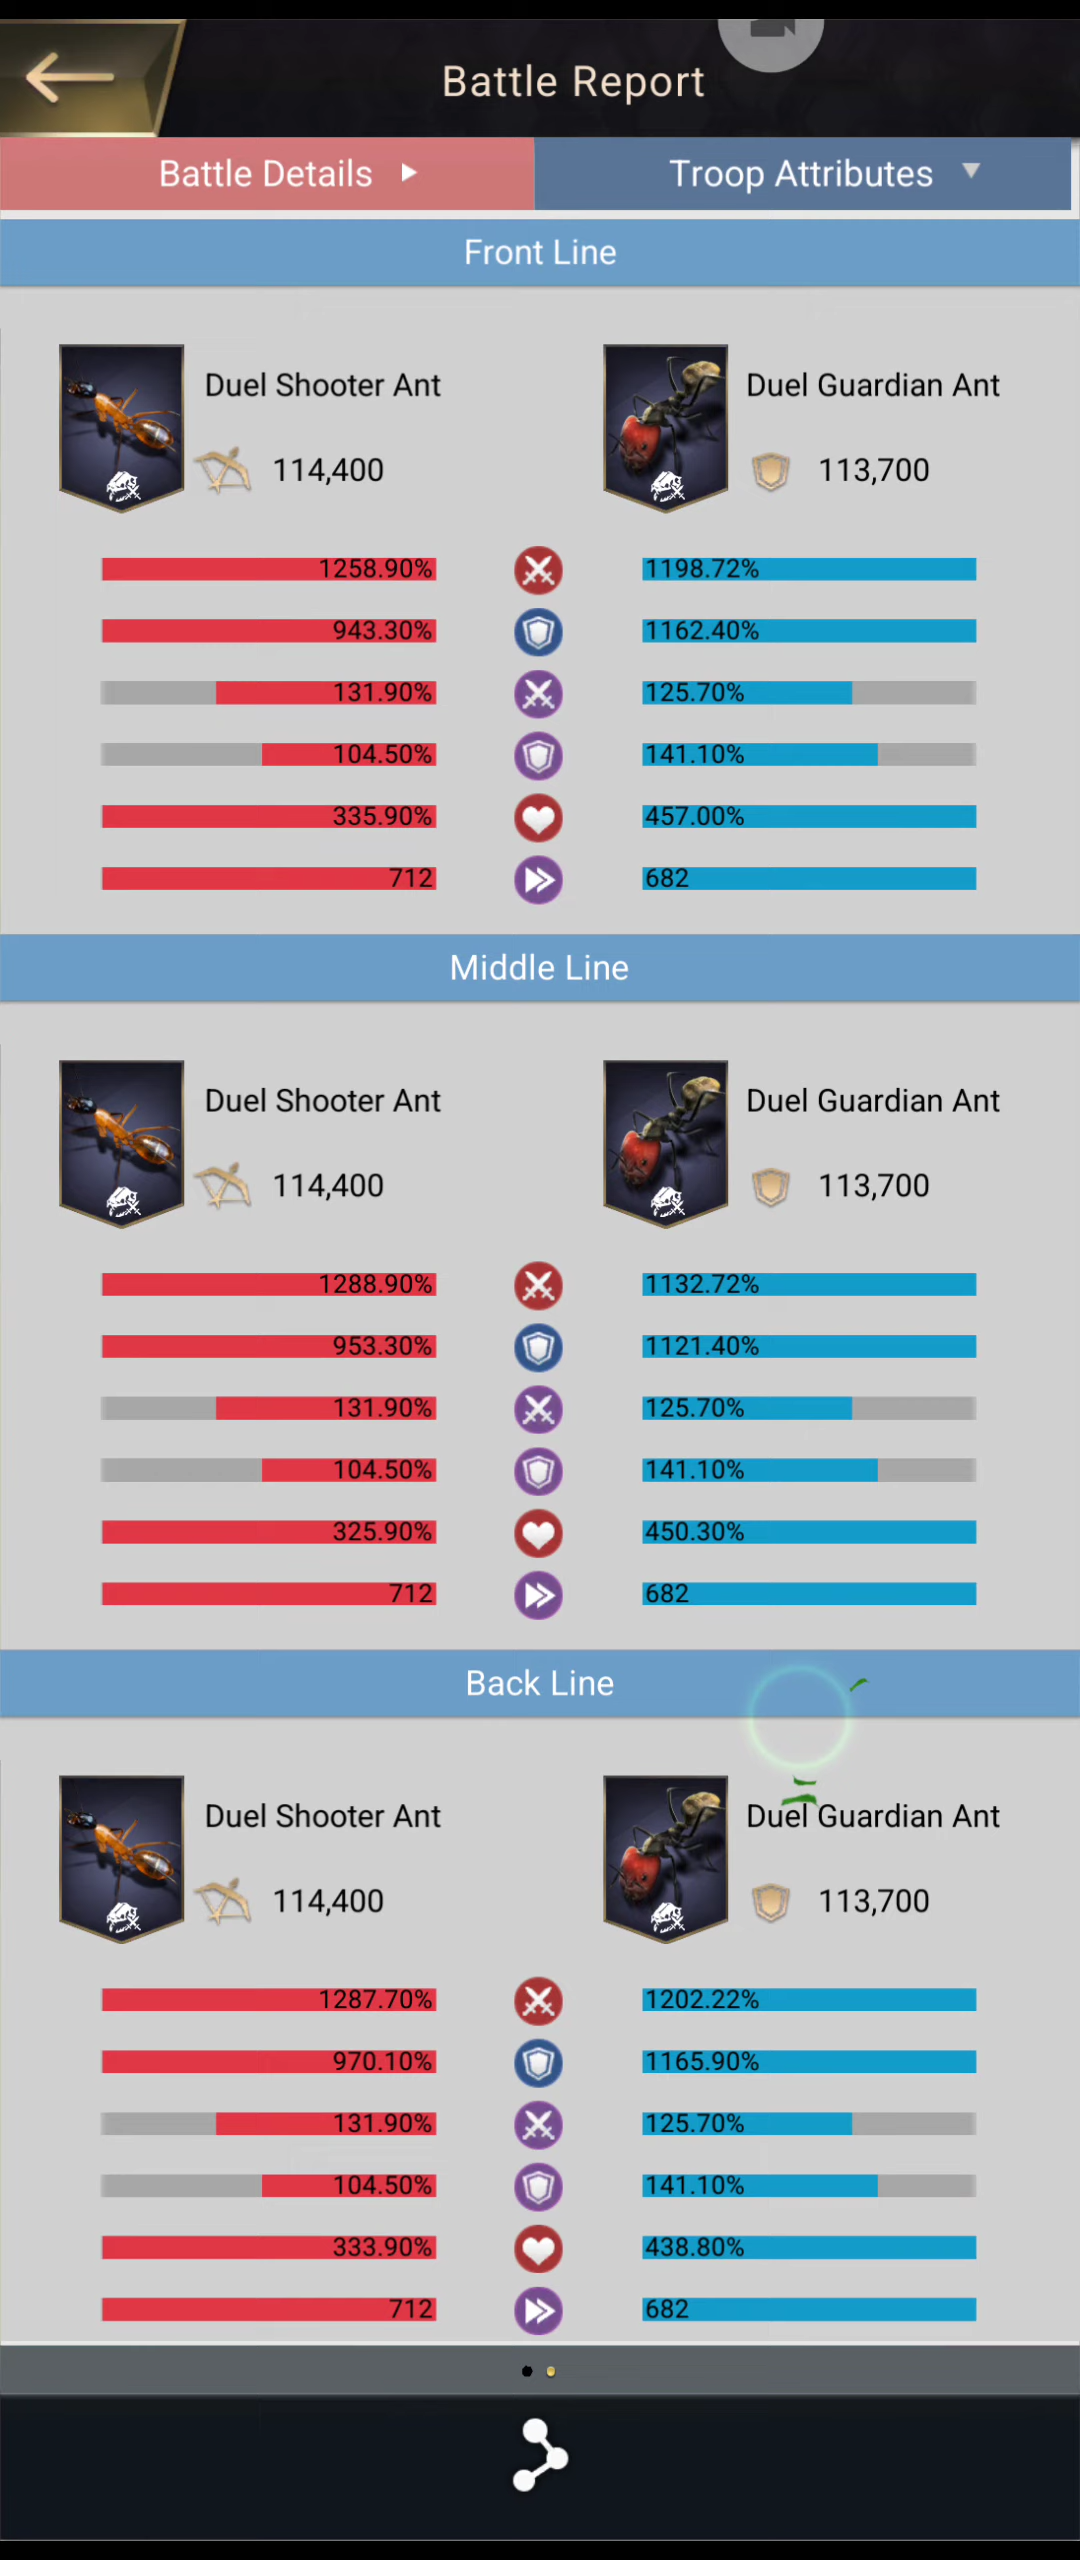 Battle Report
Battle Details Troop Attributes
Front Line
Duel Shooter Ant Duel Guardian Ant
114,400 113,700
1258.90% 1198.72%
943.30% 1162.40%
131.90% 125.70%
104.50% 141.10%
335.90% 457.00%
712 682
Middle Line
Duel Shooter Ant Duel Guardian Ant
114,400 113,700
1288.90% 1132.72%
953.30% 1121.40%
131.90% 125.70%
104.50% 141.10%
325.90% 450.30%
712 682
Back Line
Duel Shooter Ant Duel Guardian Ant
114,400 113,700
1287.70% 1202.22%
970.10% 1165.90%
131.90% 125.70%
104.50% 141.10%
333.90% 438.80%
712 682